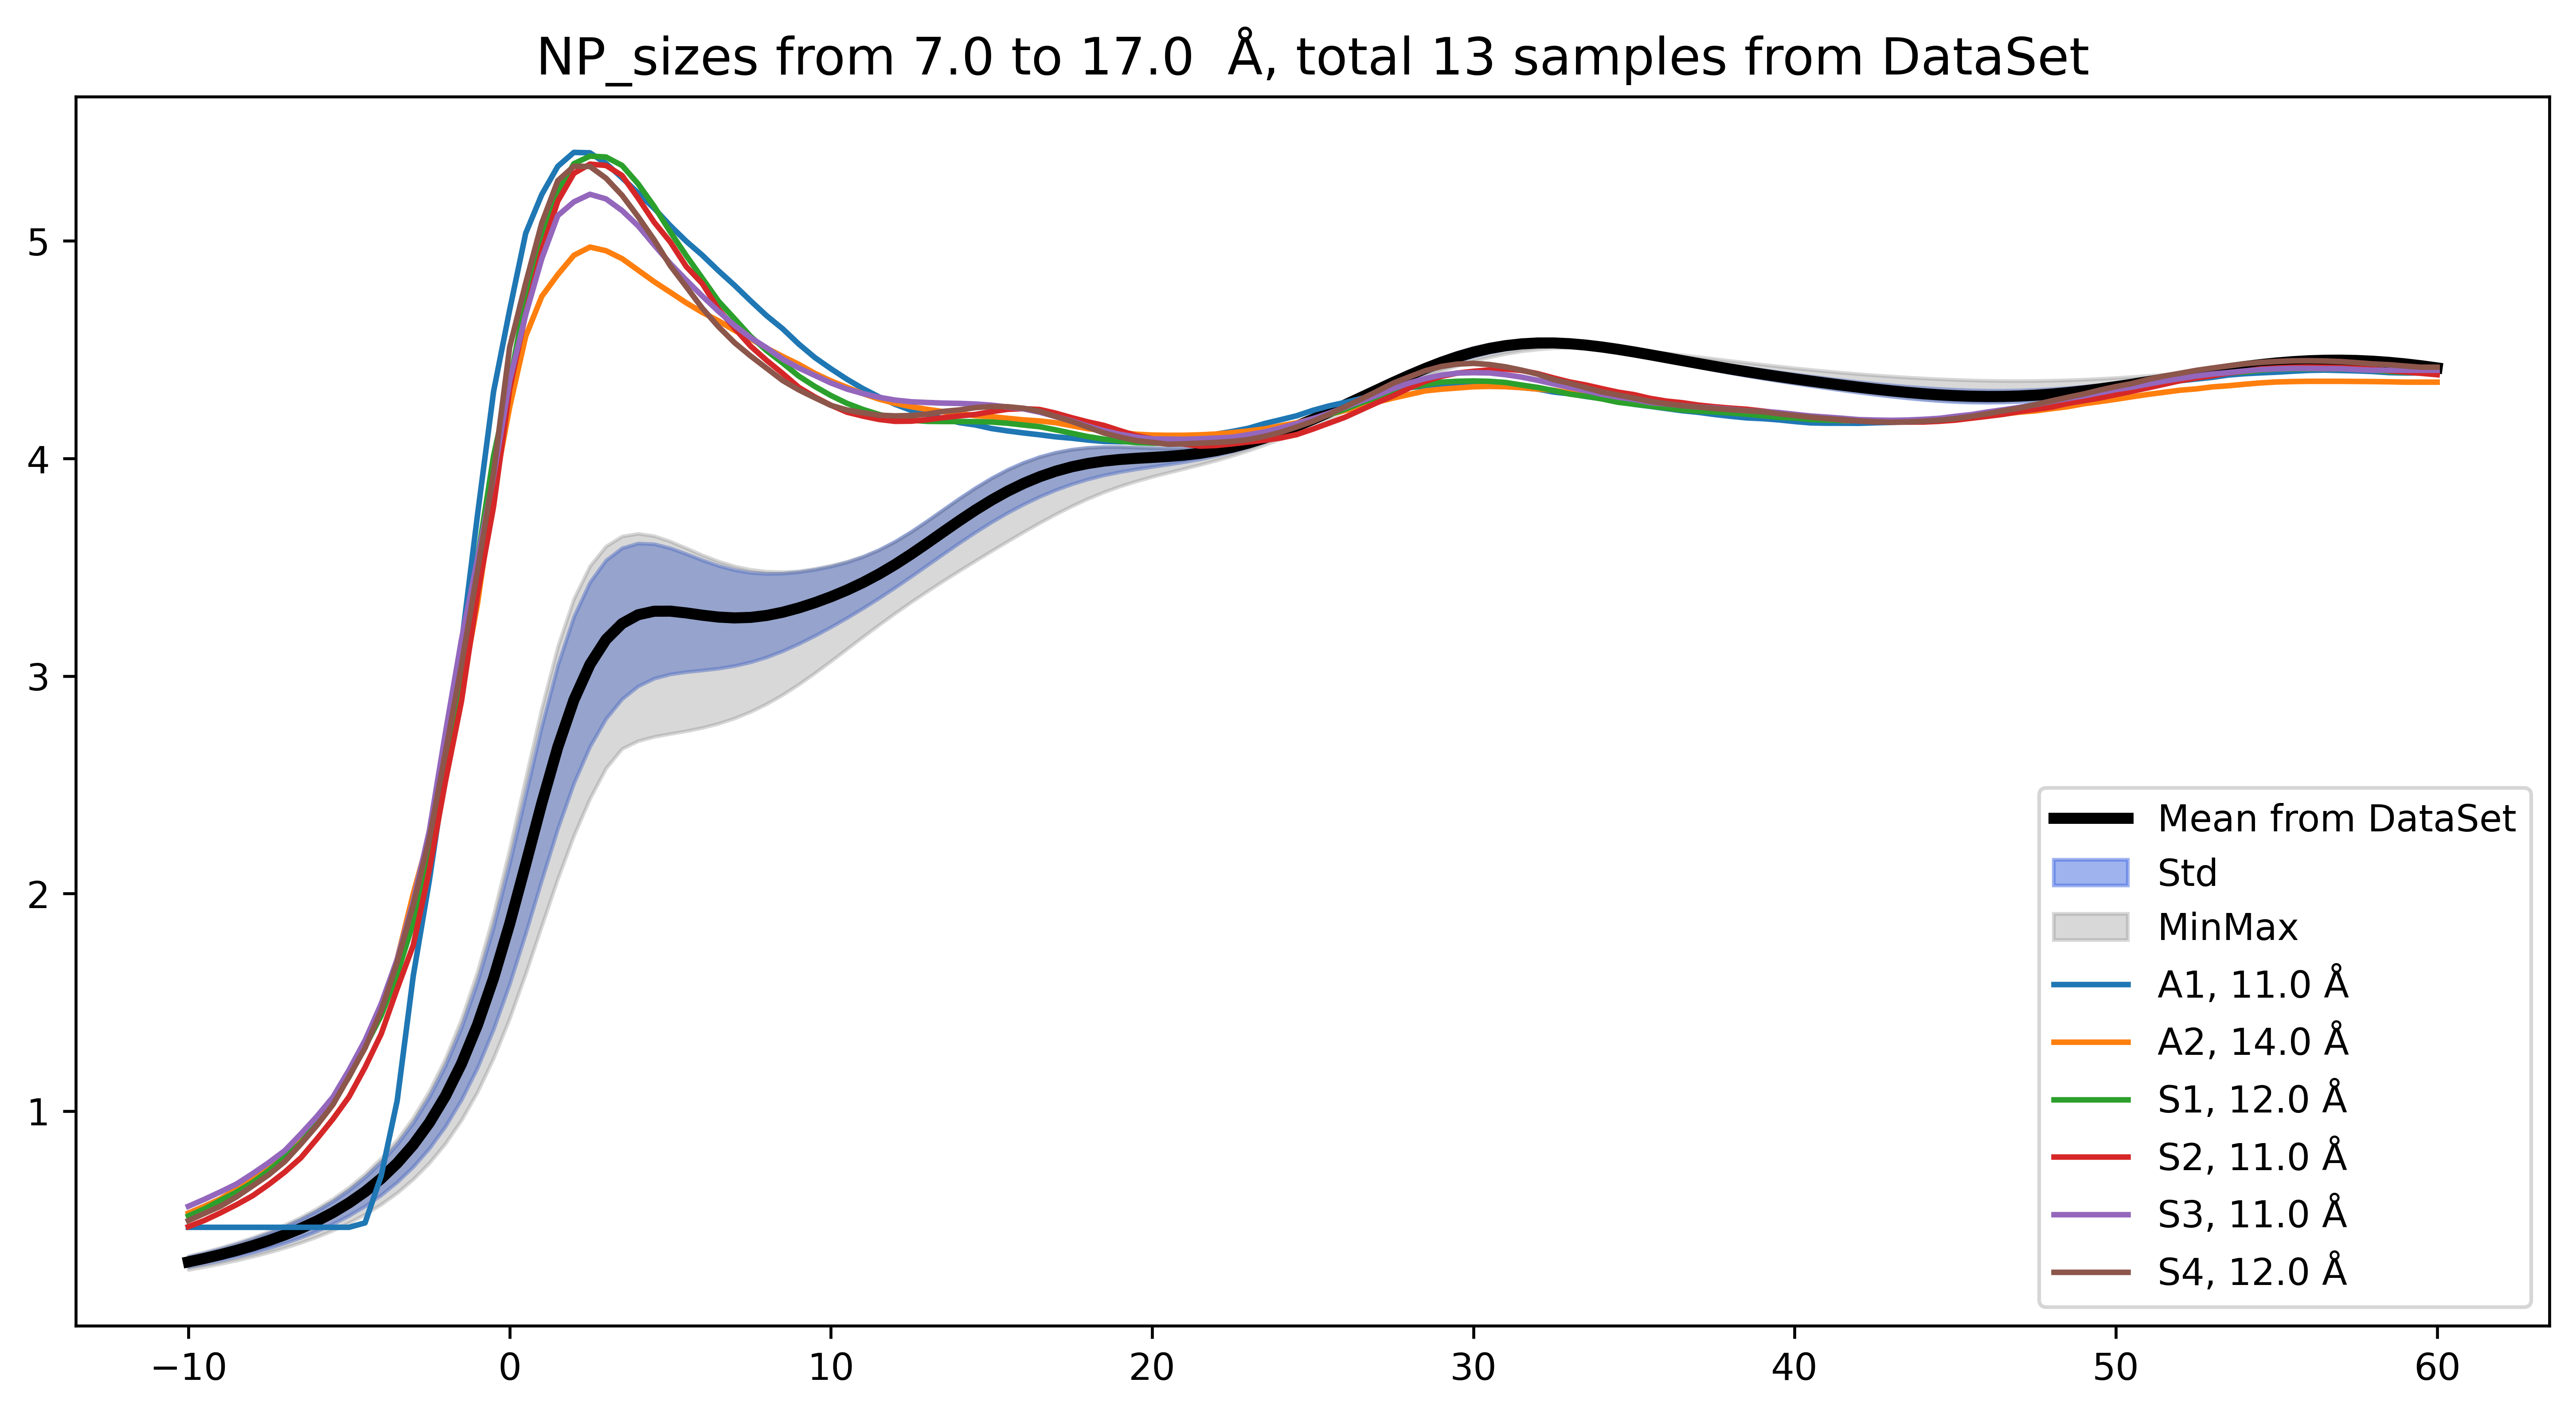 NP_sizes from 7.0 to 17.0  Å, total 13 samples from DataSet
5
4
3
2
1
−10 0 10 20 30 40 50 60
Mean from DataSet
Std
MinMax
A1, 11.0 Å
A2, 14.0 Å
S1, 12.0 Å
S2, 11.0 Å
S3, 11.0 Å
S4, 12.0 Å